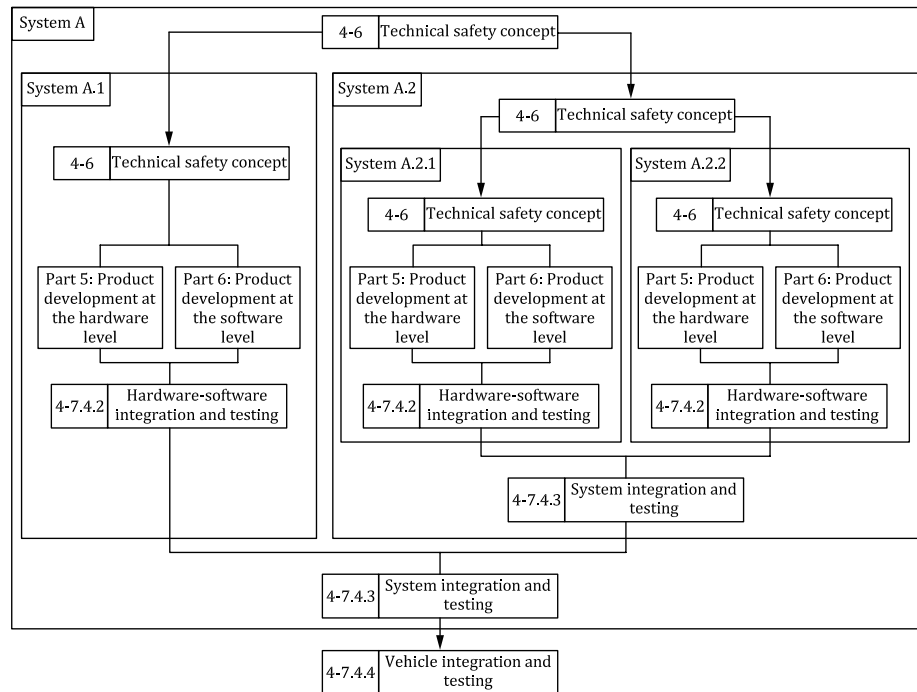 System A
4-6 Technical safety concept
System A.1
System A.2
4-6 Technical safety concept
4-6 Technical safety concept
System A.2.1
System A.2.2
4-6 Technical safety concept
4-6 Technical safety concept
Part 5: Product
development at
the hardware
level
Part 6: Product
development at
the software
level
Part 5: Product
development at
the hardware
level
Part 6: Product
development at
the software
level
Part 5: Product
development at
the hardware
level
Part 6: Product
development at
the software
level
4-7.4.2
Hardware-software
integration and testing
4-7.4.2
Hardware-software
integration and testing
4-7.4.2
Hardware-software
integration and testing
4-7.4.3
System integration and
testing
4-7.4.3
System integration and
testing
4-7.4.4
Vehicle integration and
testing